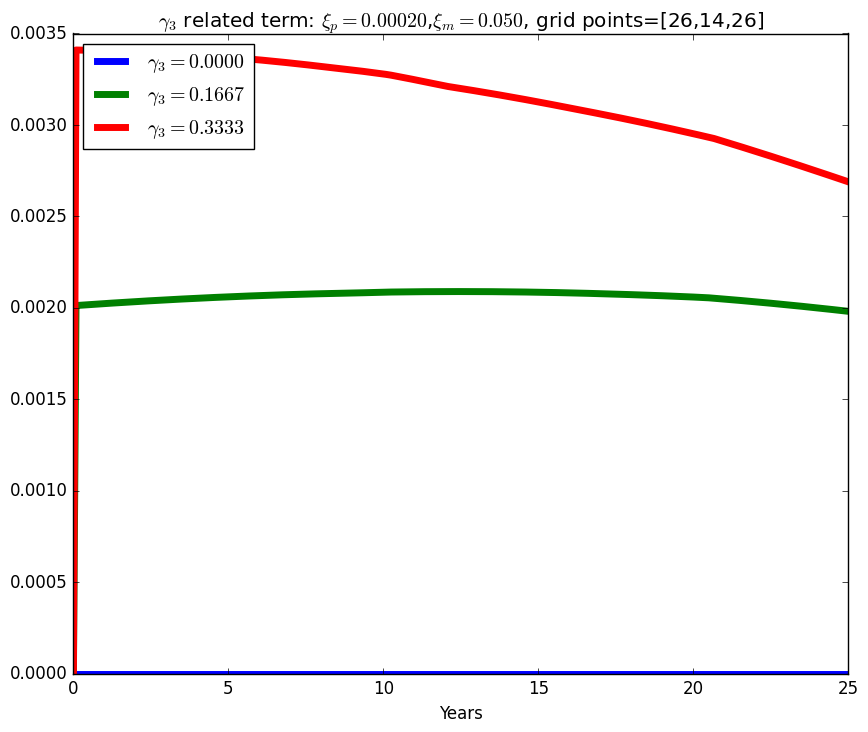 γ₃ related term: ξₚ = 0.00020,ξₘ = 0.050, grid points=[26,14,26]
0.0035
0.0030
0.0025
0.0020
0.0015
0.0010
0.0005
0.0000
γ₃ = 0.0000
γ₃ = 0.1667
γ₃ = 0.3333
0 5 10 15 20 25
Years